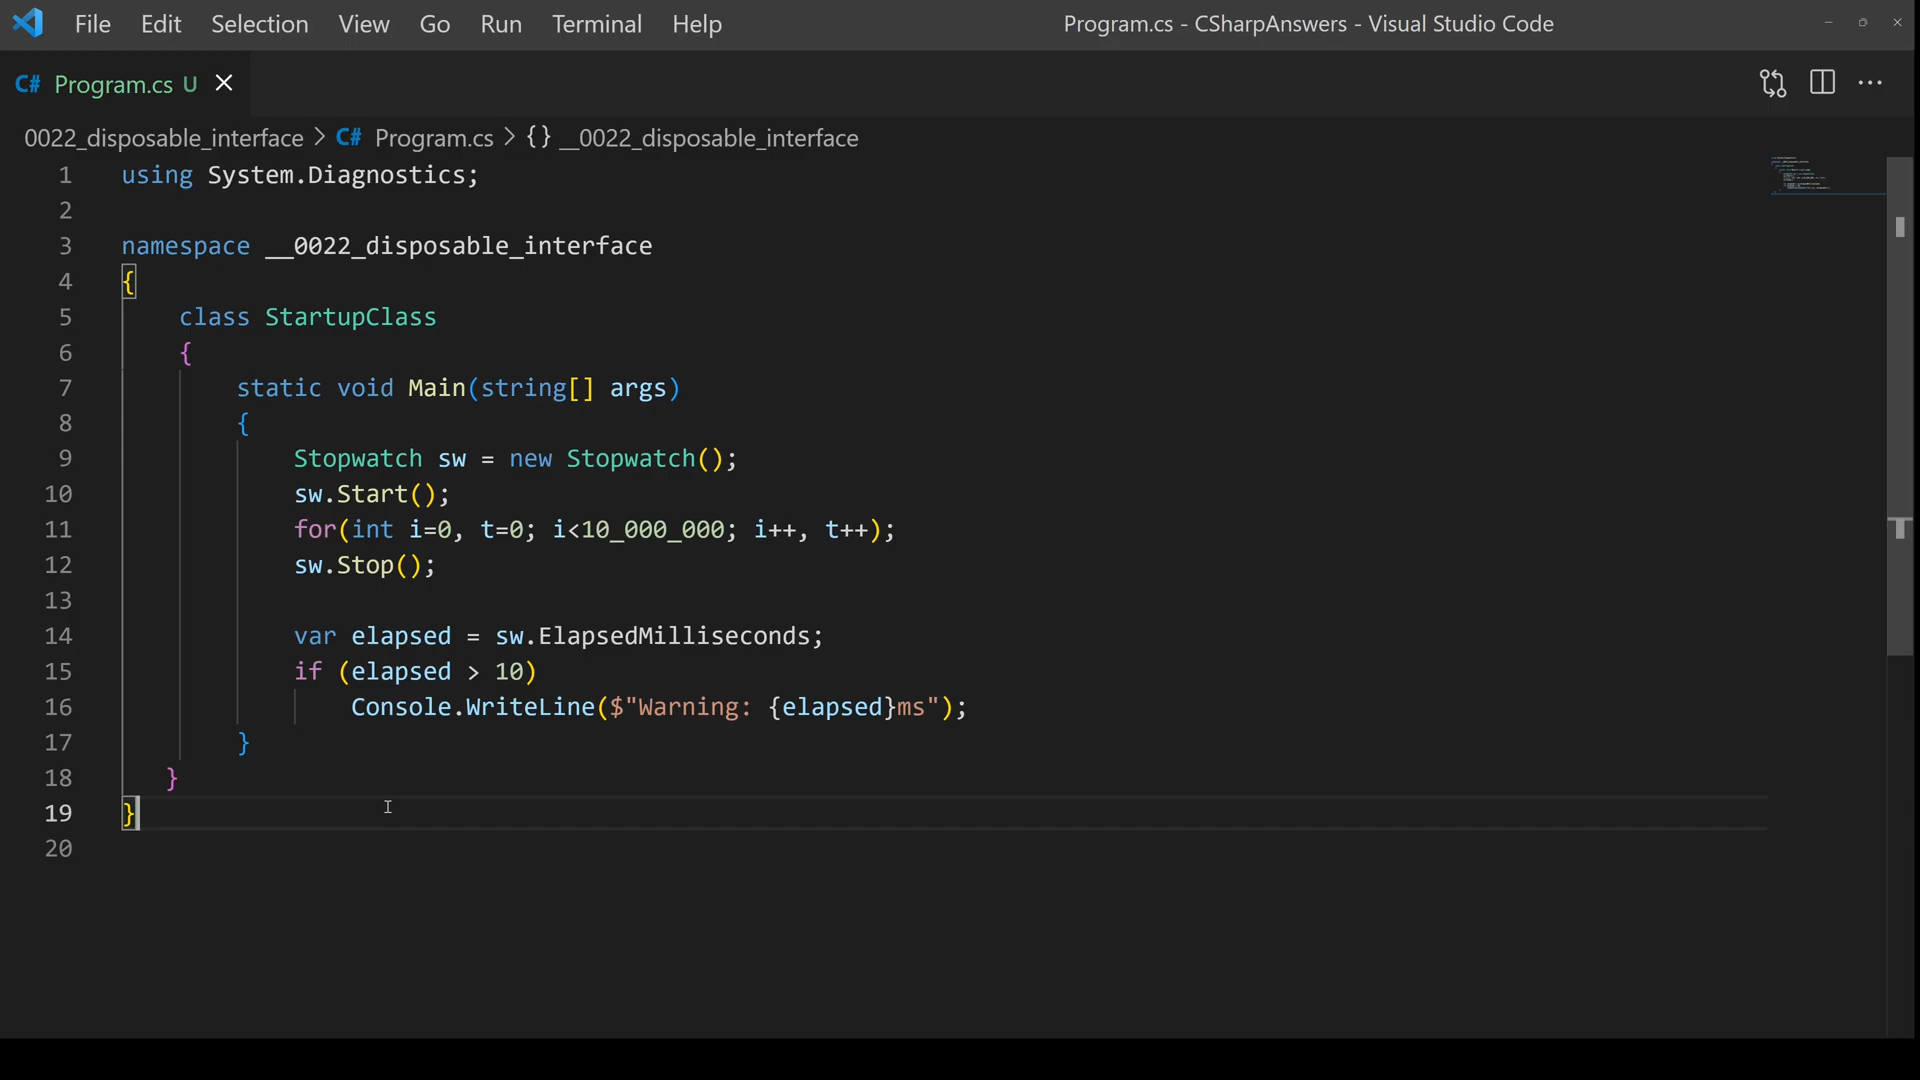 File Edit Selection View Go Run Terminal Help Program.cs - CSharpAnswers - Visual Studio Code
C# Program.cs U
0022_disposable_interface > C# Program.cs > {} __0022_disposable_interface
1 using System.Diagnostics;
2
3 namespace __0022_disposable_interface
4 {
5 class StartupClass
6 {
7 static void Main(string[] args)
8 {
9 Stopwatch sw = new Stopwatch();
10 sw.Start();
11 for(int i=0, t=0; i<10_000_000; i++, t++);
12 sw.Stop();
13
14 var elapsed = sw.ElapsedMilliseconds;
15 if (elapsed > 10)
16 Console.WriteLine($"Warning: {elapsed}ms");
17 }
18 }
19 }
20